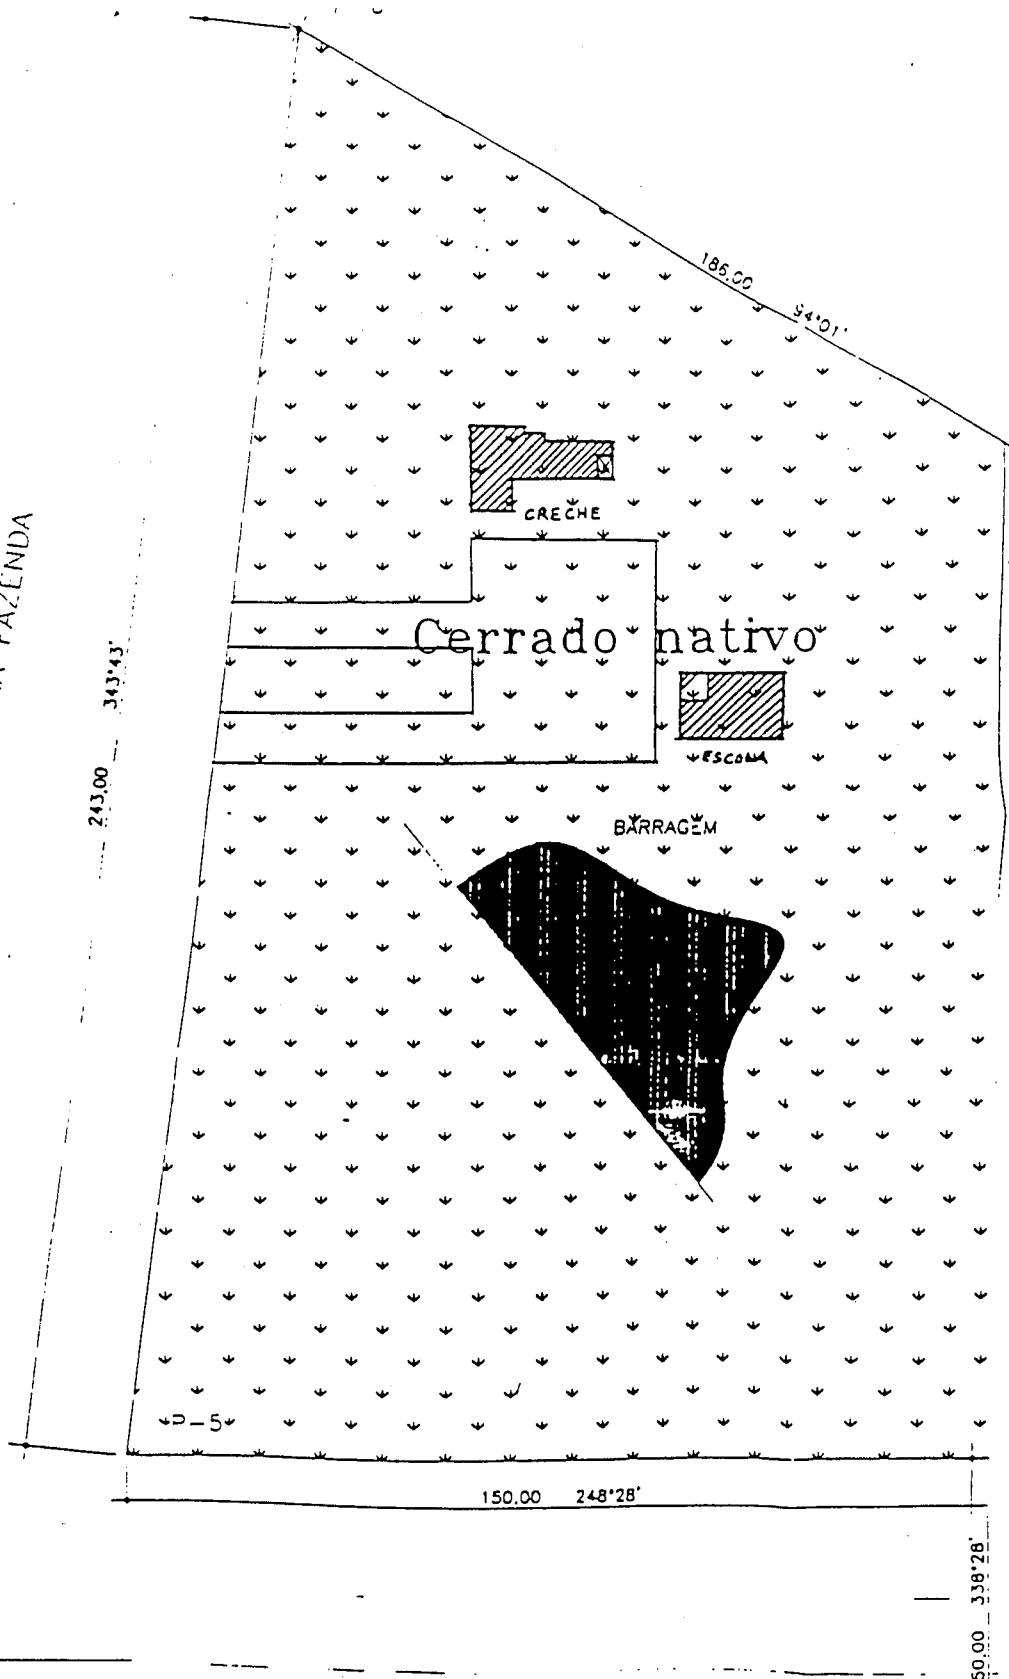 186.00 94°01'
CRECHE
FAZENDA
Cerrado nativo
343°43'
243,00
ESCOLA
BARRAGEM
P-5
150.00 248°28'
50.00 338°28'